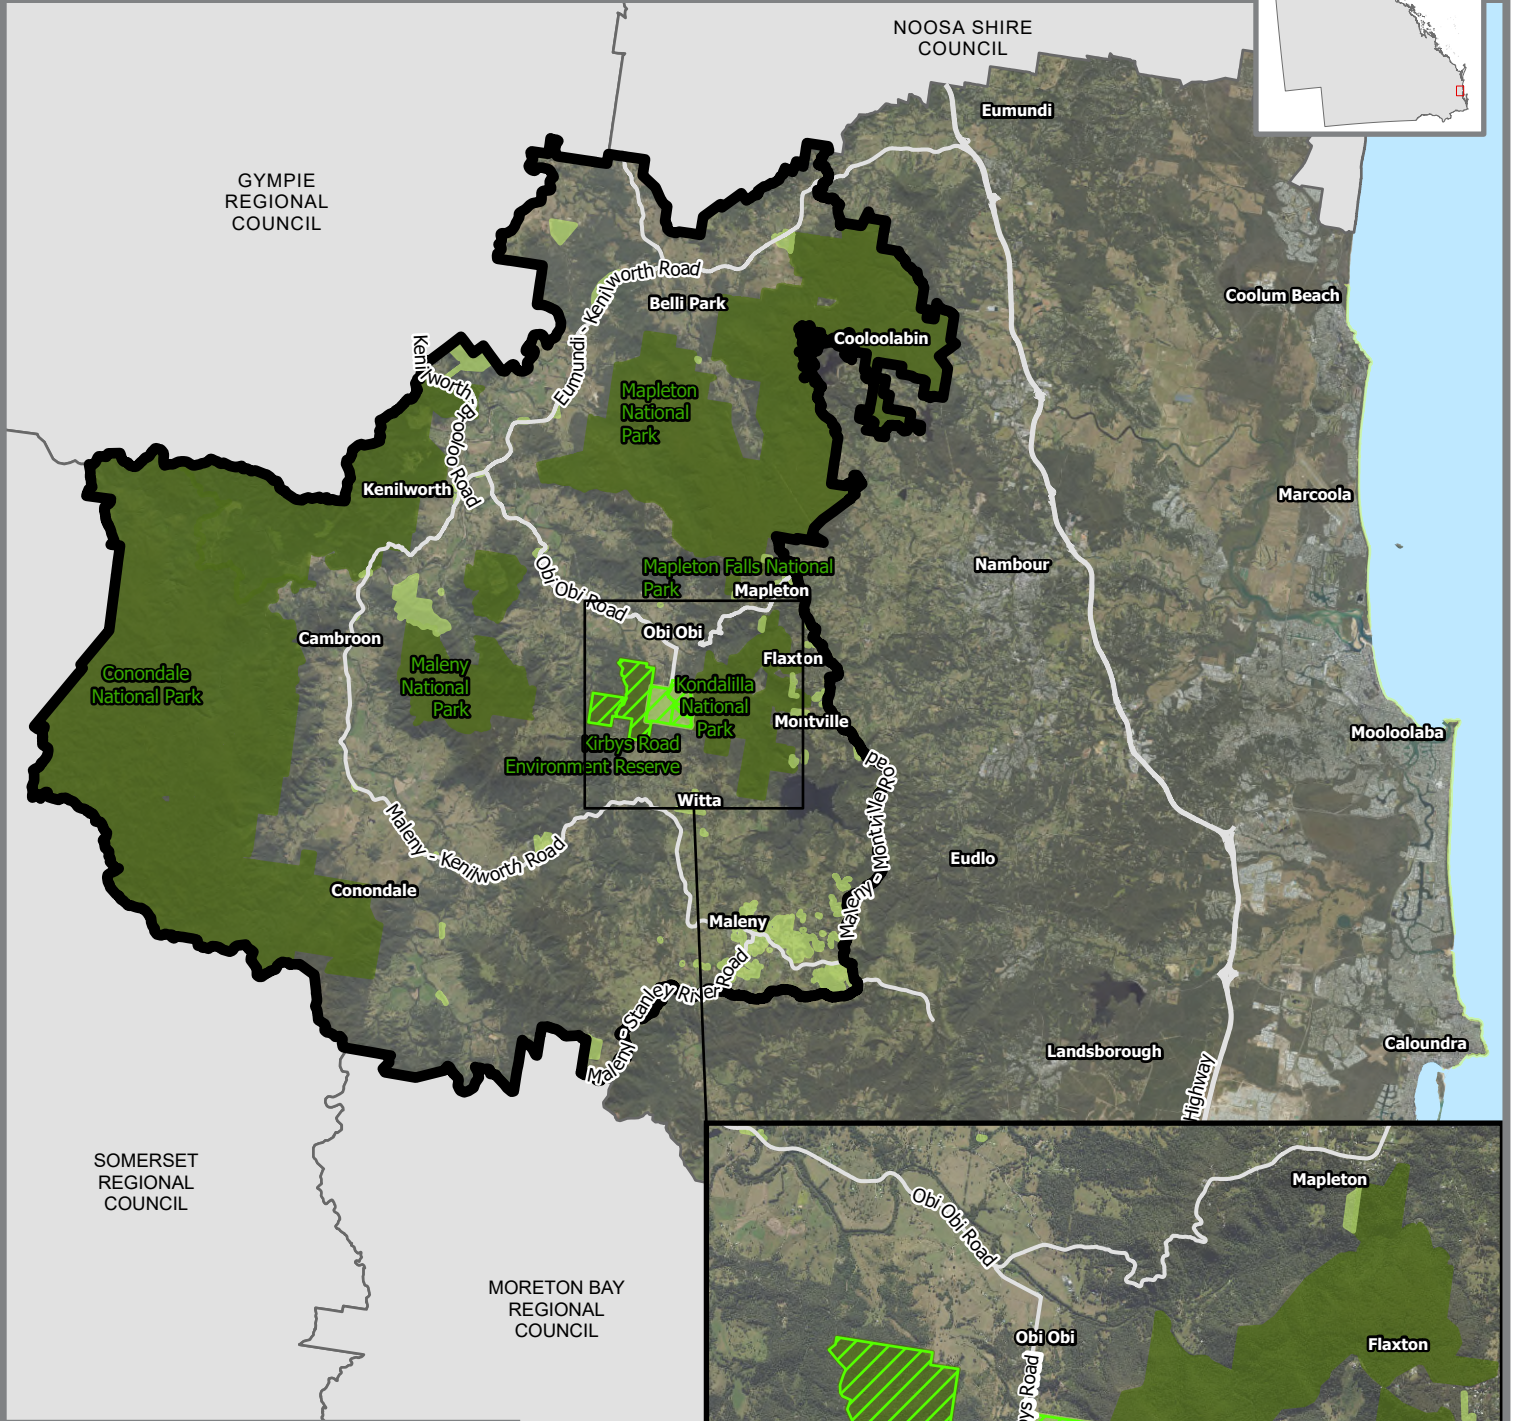 NOOSA SHIRE
COUNCIL
Eumundi
GYMPIE
REGIONAL
COUNCIL
Eumundi - Kenilworth Road
Belli Park
Coolum Beach
Cooloolabin
Kenilworth-Brooloo Road
Mapleton
National
Park
Kenilworth
Marcoola
Obi Obi Road
Mapleton Falls National
Park
Nambour
Mapleton
Cambroon
Obi Obi
Conondale
National Park
Maleny
National
Park
Flaxton
Kondalilla
National
Park
Montville
Mooloolaba
Kirbys Road
Environment Reserve
Witta
Maleny - Montville Road
Maleny - Kenilworth Road
Eudlo
Conondale
Maleny
Maleny - Stanley River Road
Landsborough
Caloundra
Highway
SOMERSET
REGIONAL
COUNCIL
MORETON BAY
REGIONAL
COUNCIL
Mapleton
Obi Obi Road
Obi Obi
Flaxton
ys Road